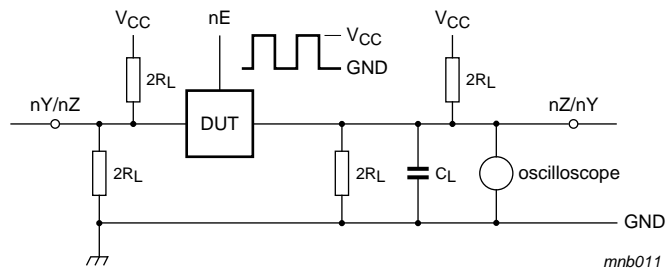 VCC
nE
VCC
GND
VCC
2RL
2RL
nY/nZ
DUT
nZ/nY
2RL
2RL
CL
oscilloscope
GND
mnb011